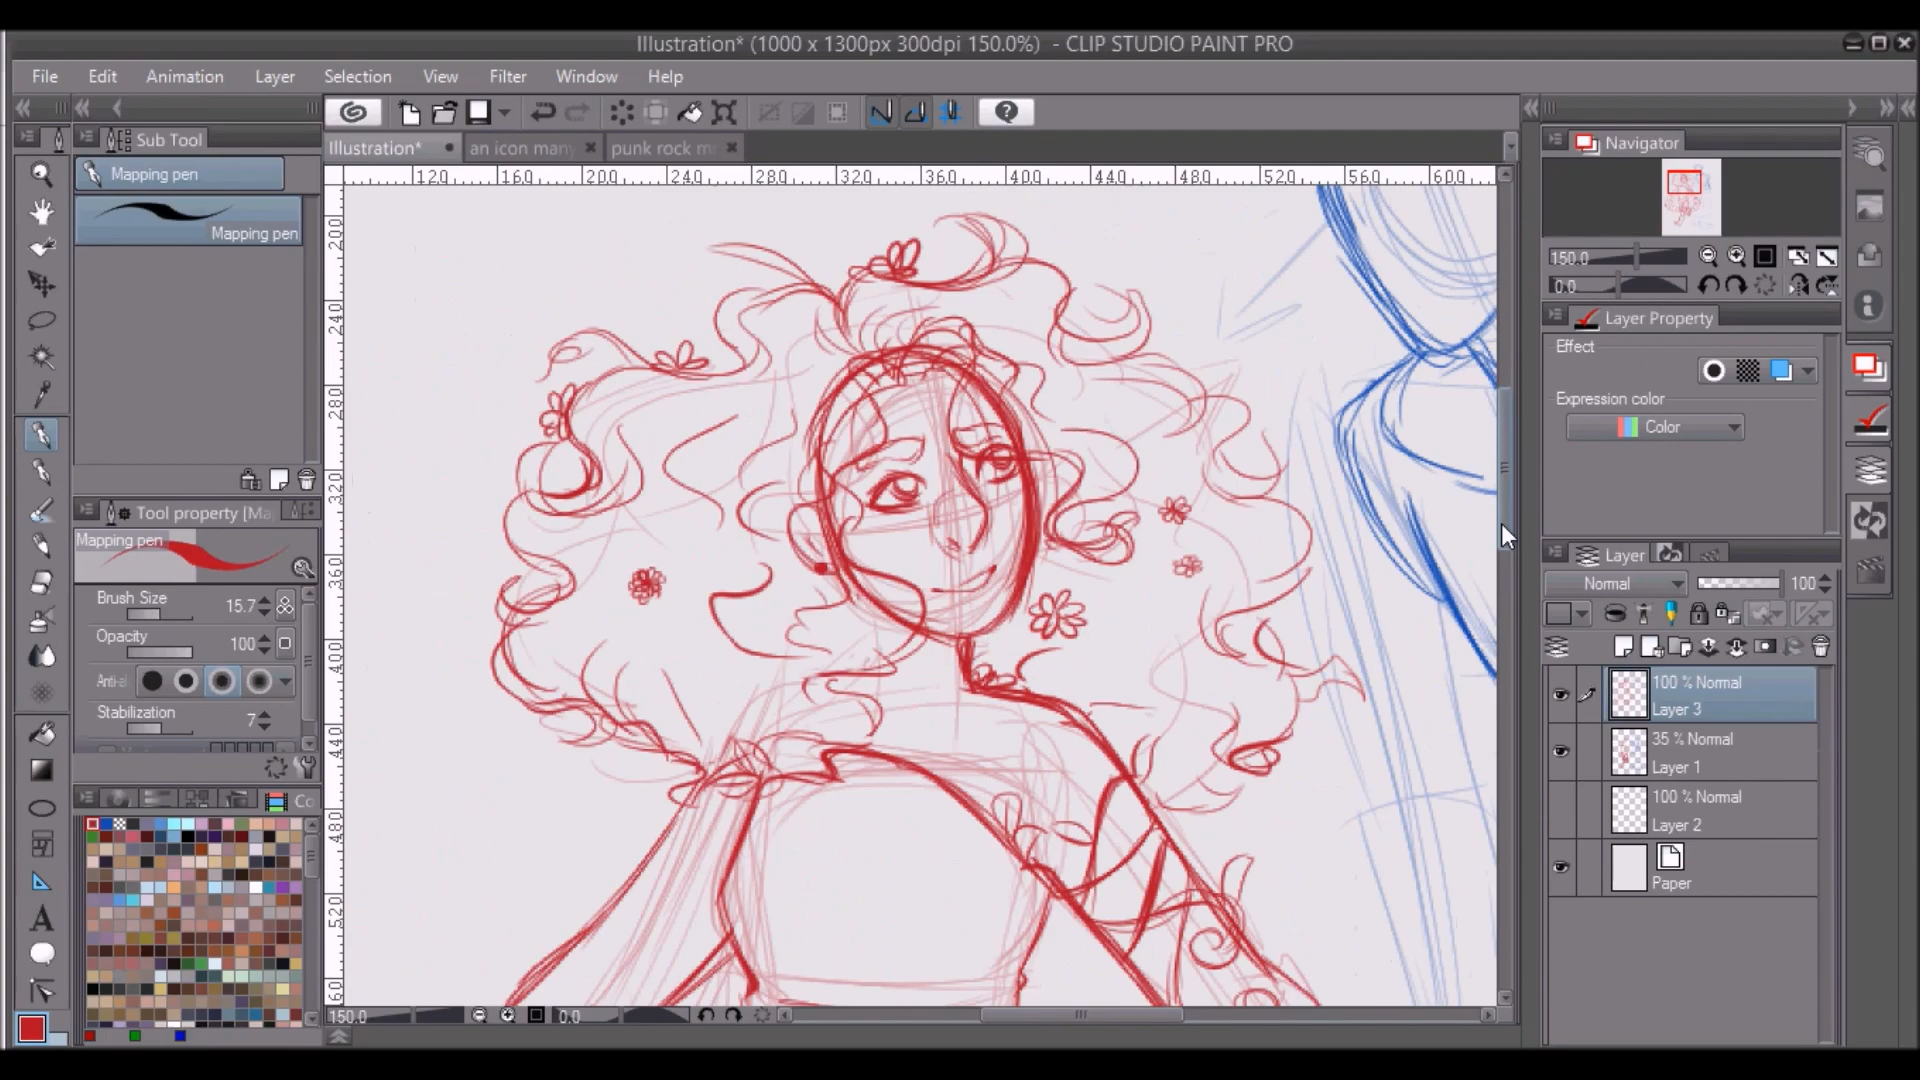 Illustration* (1000 x 1300px 300dpi 150.0%) - CLIP STUDIO PAINT PRO
File Edit Animation Layer Selection View Filter Window Help
Sub Tool
Mapping pen
Mapping pen
Illustration* an icon many punk rock
120 160 200 240 280 320 360 400 440 480 520 560 600
200
240
280
320
360
400
440
480
520
Tool property [Ma
Mapping pen
Brush Size 15.7
Opacity 100
Anti-al
Stabilization 7
Co
150.0 0.0
Navigator
150.0
0.0
Layer Property
Effect
Expression color
Color
Layer
Normal 100
100 % Normal
Layer 3
35 % Normal
Layer 1
100 % Normal
Layer 2
Paper